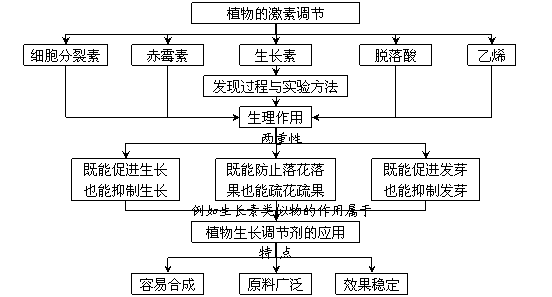 植物的激素调节
细胞分裂素 赤霉素 生长素 脱落酸 乙烯
发现过程与实验方法
生理作用
两重性
既能促进生长
也能抑制生长
既能防止落花落
果也能疏花疏果
既能促进发芽
也能抑制发芽
例如生长素类似物的作用属于
植物生长调节剂的应用
特点
容易合成 原料广泛 效果稳定